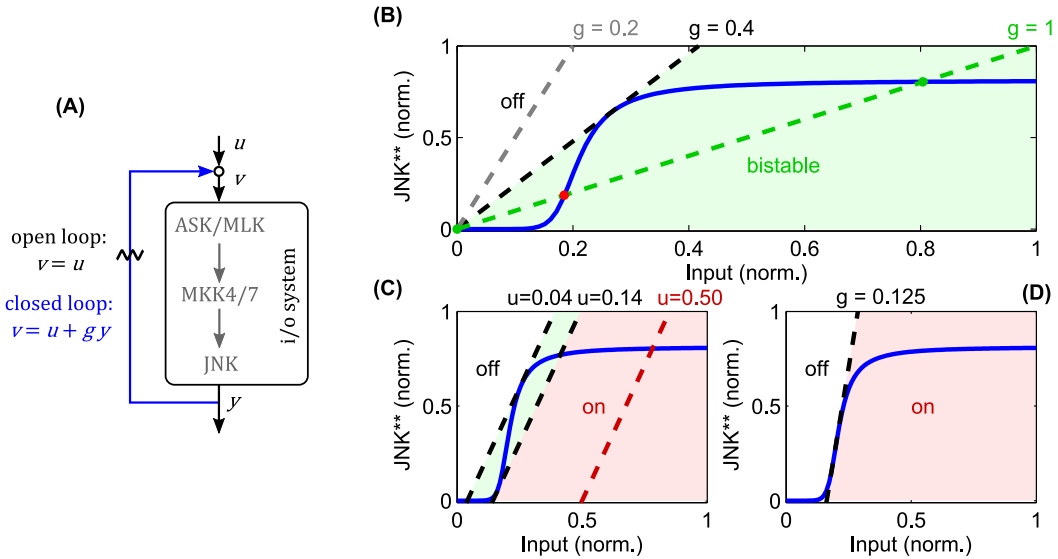 (A)
u
v
open loop:
v = u
closed loop:
v = u + g y
ASK/MLK
MKK4/7
JNK
i/o system
y
(B)
g = 0.2
g = 0.4
g = 1
1
0.5
0
JNK** (norm.)
off
bistable
0
0.2
0.4
0.6
0.8
1
Input (norm.)
(C)
u=0.04 u=0.14 u=0.50
1
0.5
0
JNK** (norm.)
off
on
0
0.5
1
Input (norm.)
(D)
g = 0.125
1
0.5
0
JNK** (norm.)
off
on
0
0.5
1
Input (norm.)